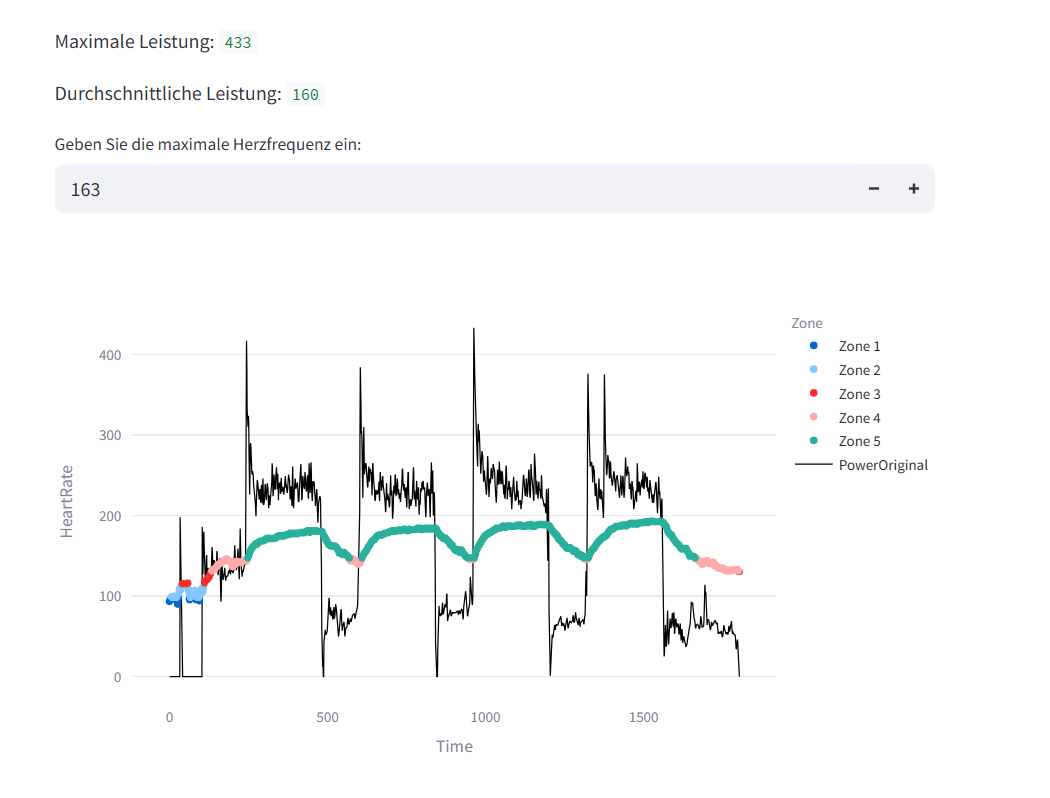 Maximale Leistung: 433
Durchschnittliche Leistung: 160
Geben Sie die maximale Herzfrequenz ein:
163 − +
Zone
Zone 1
Zone 2
Zone 3
Zone 4
Zone 5
PowerOriginal
HeartRate
400
300
200
100
0
0 500 1000 1500
Time